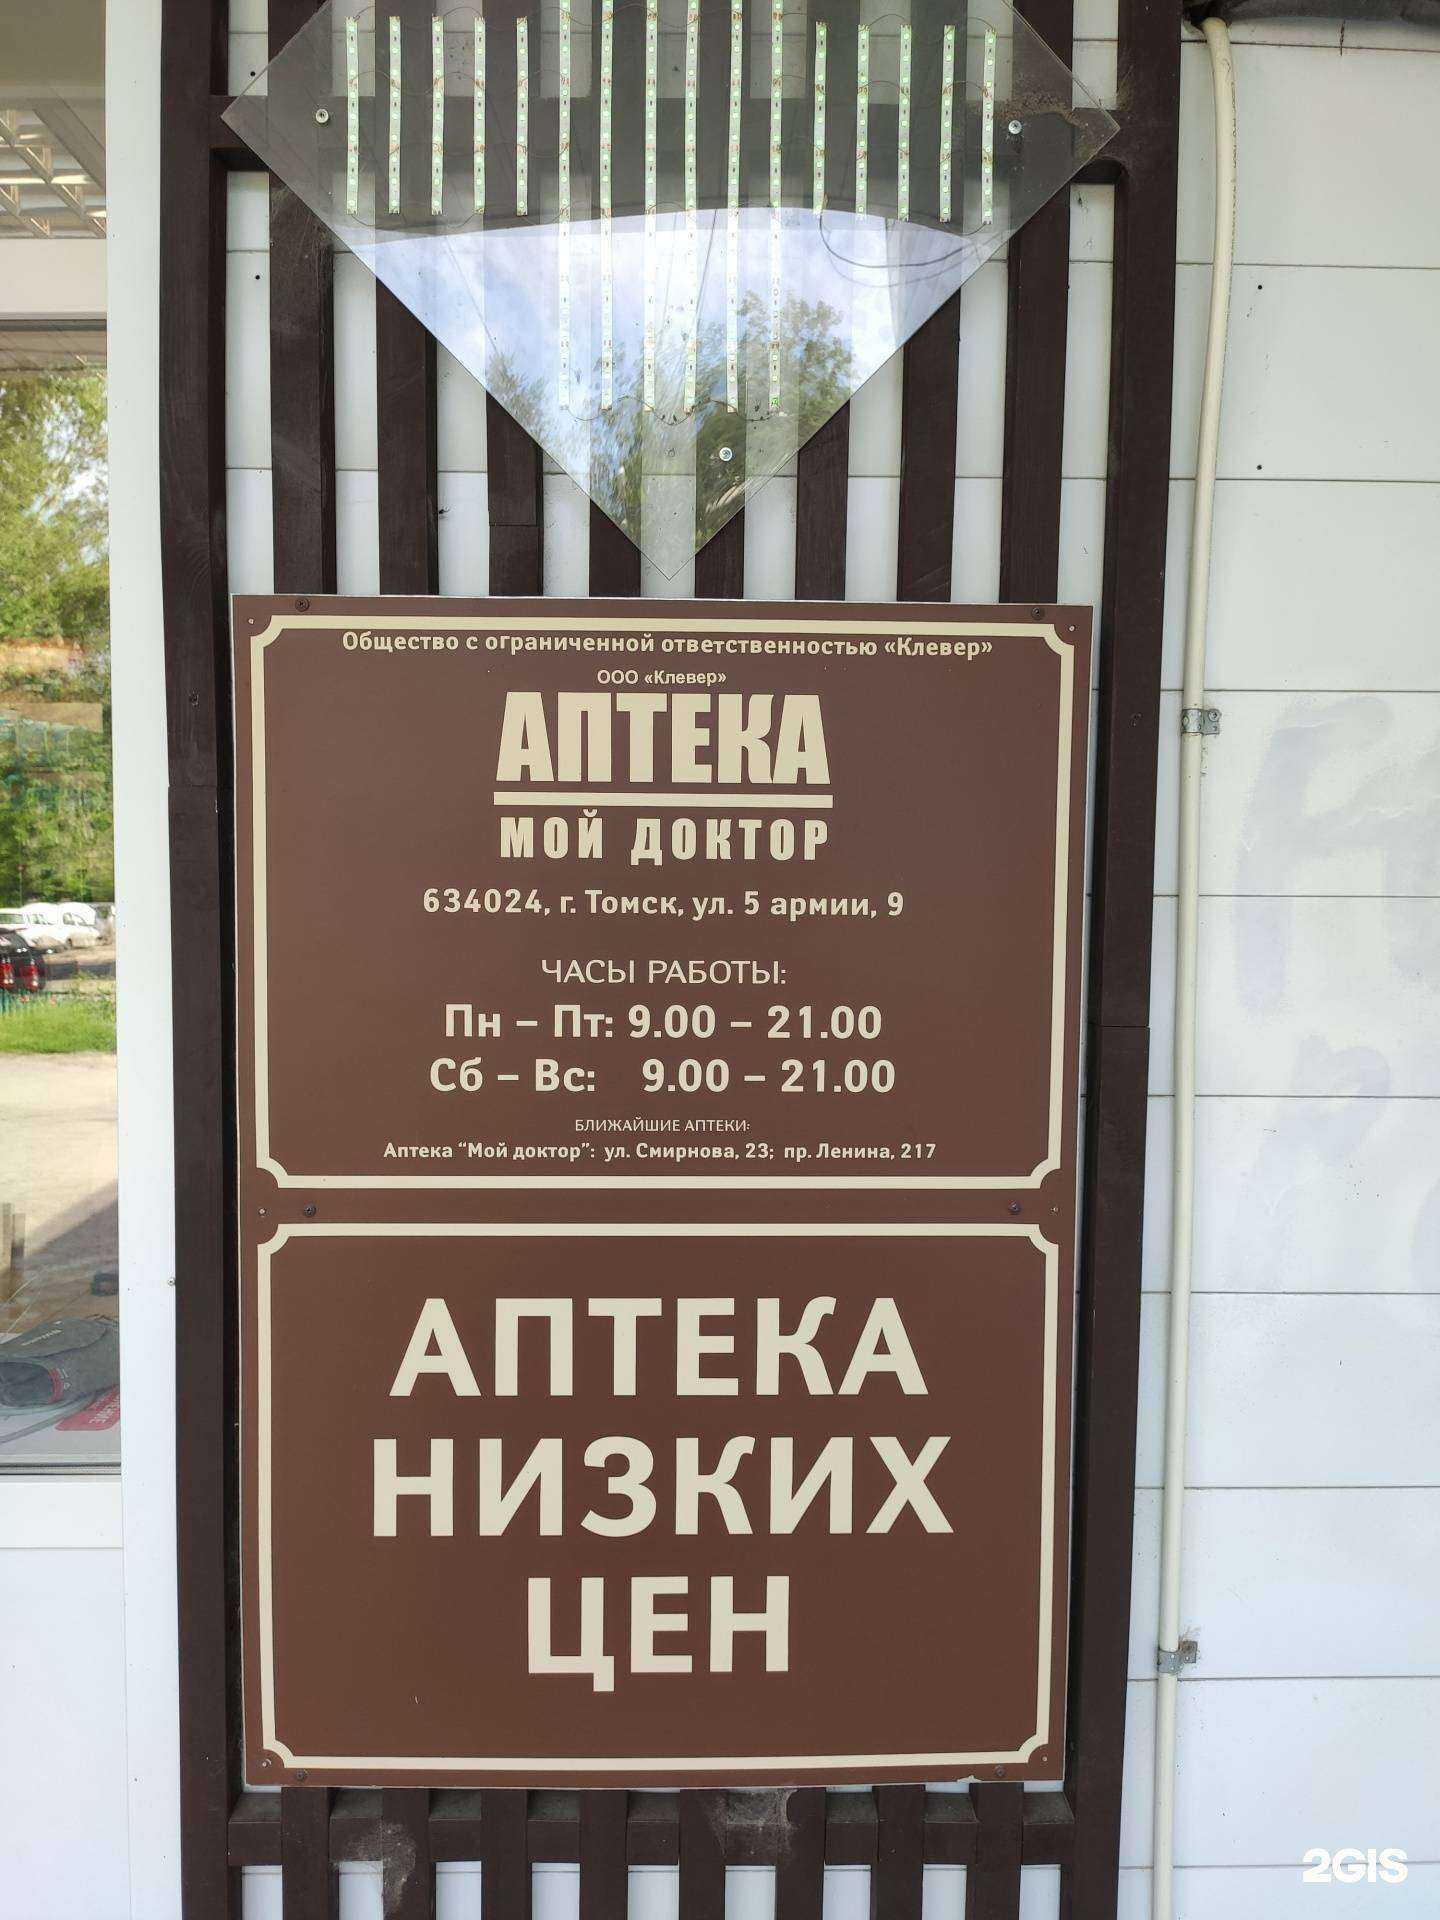 Общество с ограниченной ответственностью «Клевер»
ООО «Клевер»
АПТЕКА
МОЙ ДОКТОР
634024, г. Томск, ул. 5 армии, 9
ЧАСЫ РАБОТЫ:
Пн – Пт: 9.00 – 21.00
Сб – Вс: 9.00 – 21.00
БЛИЖАЙШИЕ АПТЕКИ:
Аптека “Мой доктор”: ул. Смирнова, 23; пр. Ленина, 217
АПТЕКА
НИЗКИХ
ЦЕН
2GIS